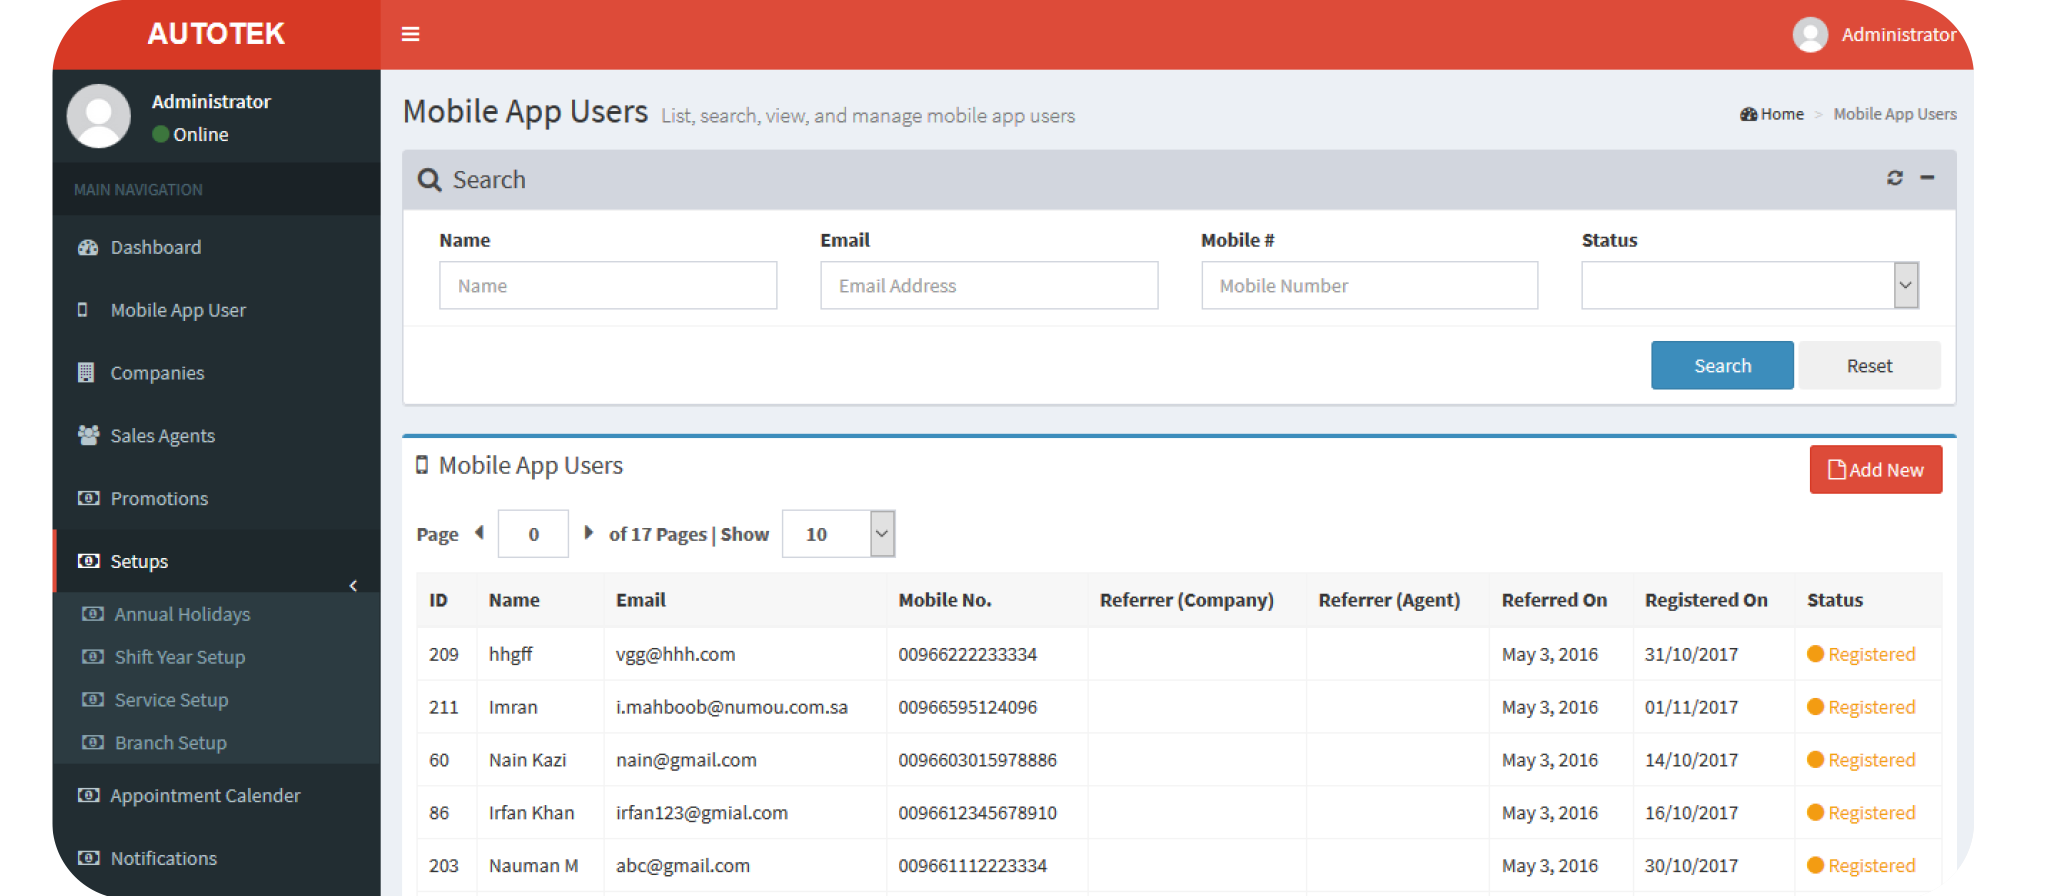 AUTOTEK
Administrator
Administrator
Online
MAIN NAVIGATION
Dashboard
Mobile App User
Companies
Sales Agents
Promotions
Setups
Annual Holidays
Shift Year Setup
Service Setup
Branch Setup
Appointment Calender
Notifications
Mobile App Users List, search, view, and manage mobile app users
Home > Mobile App Users
Search
Name Email Mobile # Status
Name Email Address Mobile Number
Search Reset
Mobile App Users
Add New
Page 0 of 17 Pages | Show 10
ID Name Email Mobile No. Referrer (Company) Referrer (Agent) Referred On Registered On Status
209 hhgff vgg@hhh.com 00966222233334 May 3, 2016 31/10/2017 Registered
211 Imran i.mahboob@numou.com.sa 00966595124096 May 3, 2016 01/11/2017 Registered
60 Nain Kazi nain@gmail.com 0096603015978886 May 3, 2016 14/10/2017 Registered
86 Irfan Khan irfan123@gmial.com 0096612345678910 May 3, 2016 16/10/2017 Registered
203 Nauman M abc@gmail.com 009661112223334 May 3, 2016 30/10/2017 Registered